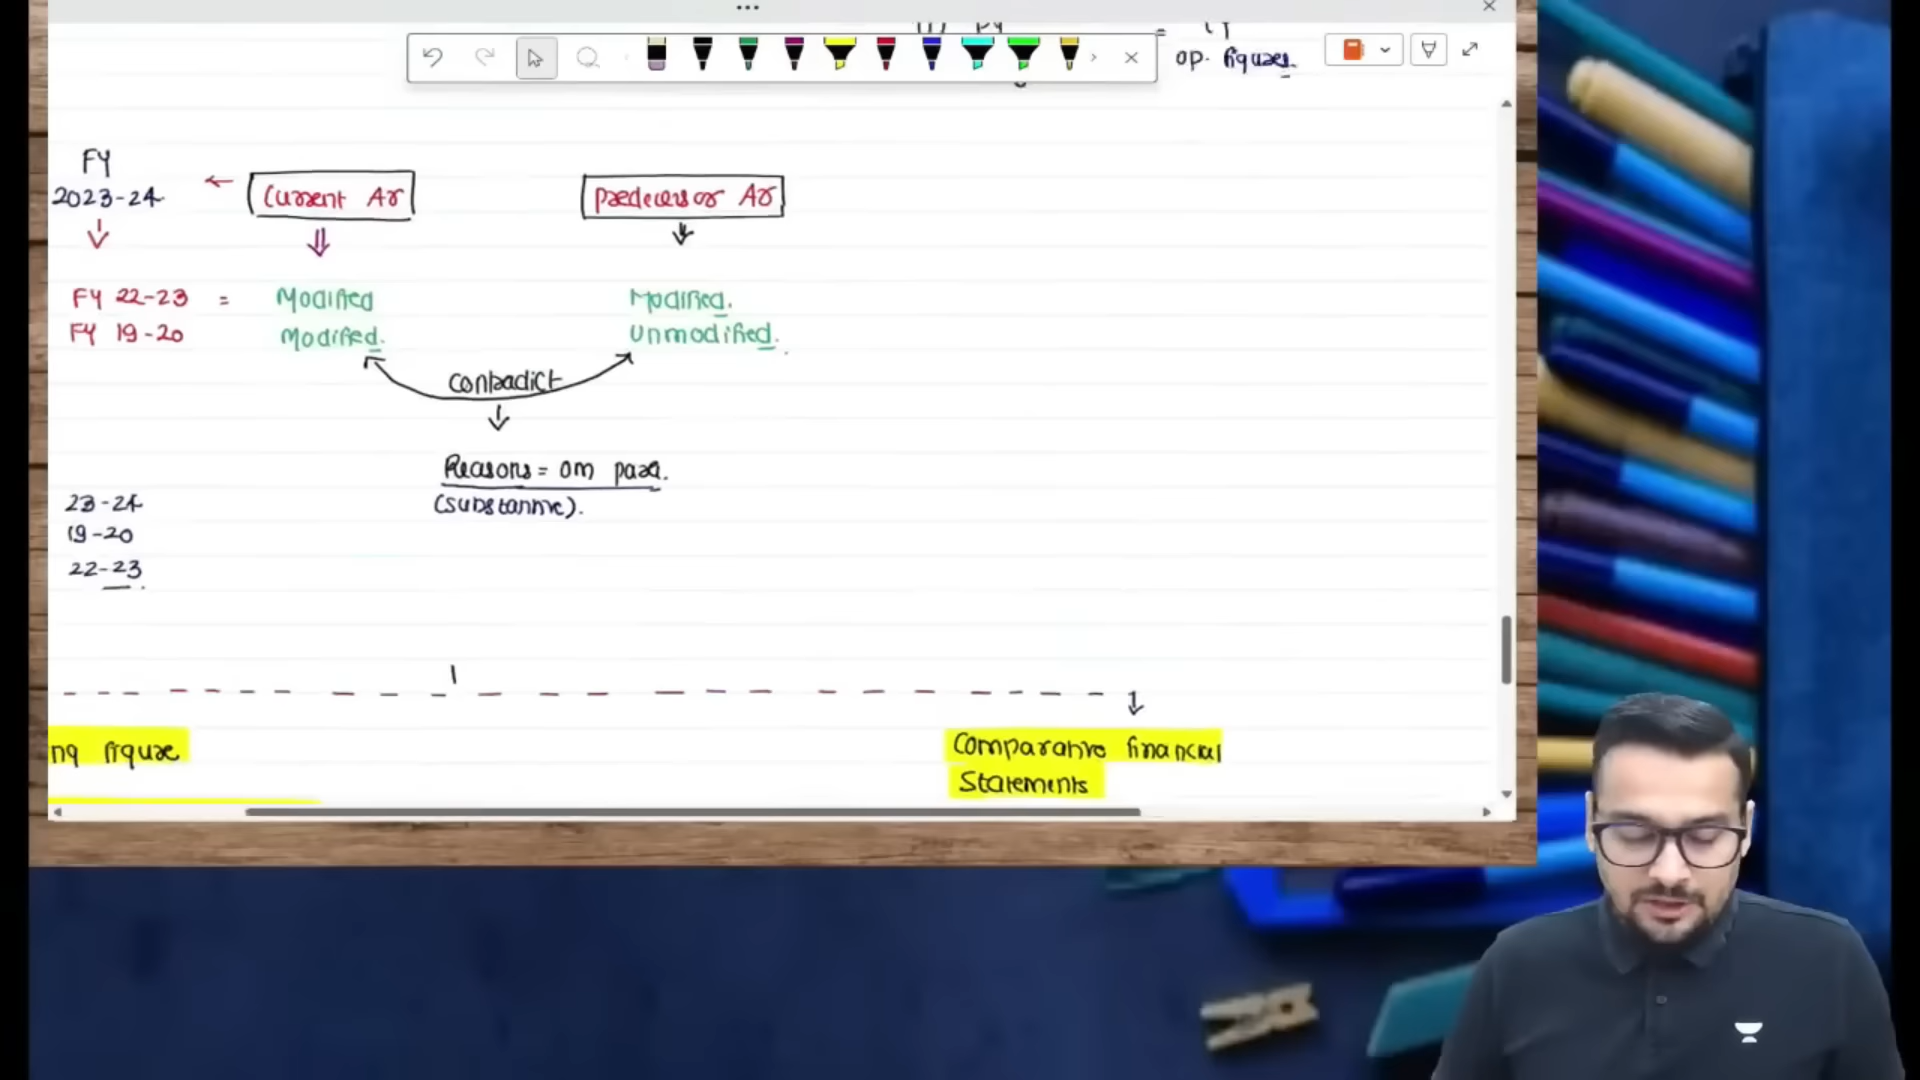 op. figures.
FY
2023-24
Current Ar
Predecessor Ar
FY 22-23 = Modified Modified.
FY 19-20 Modified. Unmodified.
Contradict
Reasons = OM para.
(Substantive).
23-24
19-20
22-23
ng figure
Comparative financial
Statements